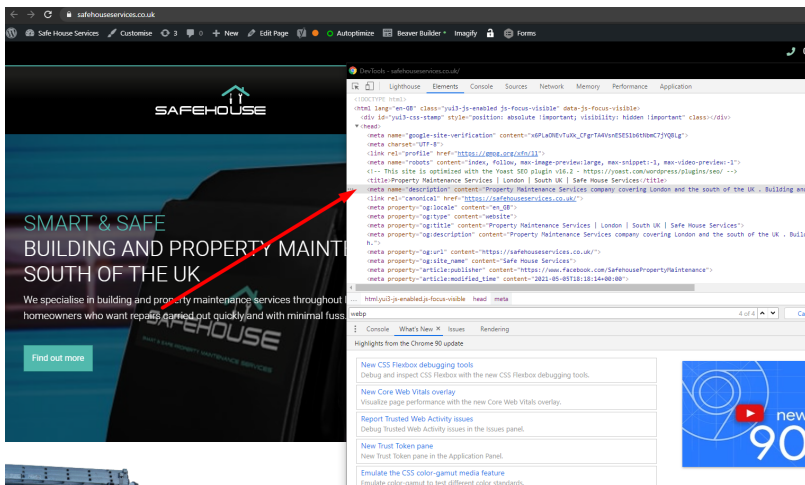 safehouseservices.co.uk
Safe House Services Customise 3 0 + New Edit Page Autoptimize Beaver Builder Imagify Forms
SAFEHOUSE
SMART & SAFE
BUILDING AND PROPERTY MAINTE
SOUTH OF THE UK
We specialise in building and property maintenance services throughout
homeowners who want repairs carried out quickly and with minimal fuss.
Find out more
SAFEHOUSE
DevTools - safehouseservices.co.uk/
Lighthouse Elements Console Sources Network Memory Performance Application
<!DOCTYPE html>
<html lang="en-GB" class="yui3-js-enabled js-focus-visible" data-js-focus-visible>
<div id="yui3-css-stamp" style="position: absolute !important; visibility: hidden !important" class></div>
▼<head>
<meta name="google-site-verification" content=
<meta charset="UTF-8">
<link rel="profile" href="https://gmpg.org/xfn/11">
<meta name="robots" content="index, follow, max-image-preview:large, max-snippet:-1, max-video-preview:-1">
<!-- This site is optimized with the Yoast SEO plugin v16.2 - https://yoast.com/wordpress/plugins/seo/ -->
<title>Property Maintenance Services | London | South UK | Safe House Services</title>
<meta name="description" content="Property Maintenance Services company covering London and the south of the UK . Building and
<link rel="canonical" href="https://safehouseservices.co.uk/">
<meta property="og:locale" content="en_GB">
<meta property="og:type" content="website">
<meta property="og:title" content="Property Maintenance Services | London | South UK | Safe House Services">
<meta property="og:description" content="Property Maintenance Services company covering London and the south of the UK . Buil
h.">
<meta property="og:url" content="https://safehouseservices.co.uk/">
<meta property="og:site_name" content="Safe House Services">
<meta property="article:publisher" content="https://www.facebook.com/SafehousePropertyMaintenance">
<meta property="article:modified_time" content="2021-05-05T18:18:14+00:00">
... html.yui3-js-enabled.js-focus-visible head meta
webp 4 of 4 Ca
Console What's New × Issues Rendering
Highlights from the Chrome 90 update
New CSS Flexbox debugging tools
Debug and inspect CSS Flexbox with the new CSS Flexbox debugging tools.
New Core Web Vitals overlay
Visualize page performance with the new Core Web Vitals overlay.
Report Trusted Web Activity issues
Debug Trusted Web Activity issues in the Issues panel.
New Trust Token pane
New Trust Token pane in the Application Panel.
Emulate the CSS color-gamut media feature
Emulate color-gamut to test different color standards.
new
90